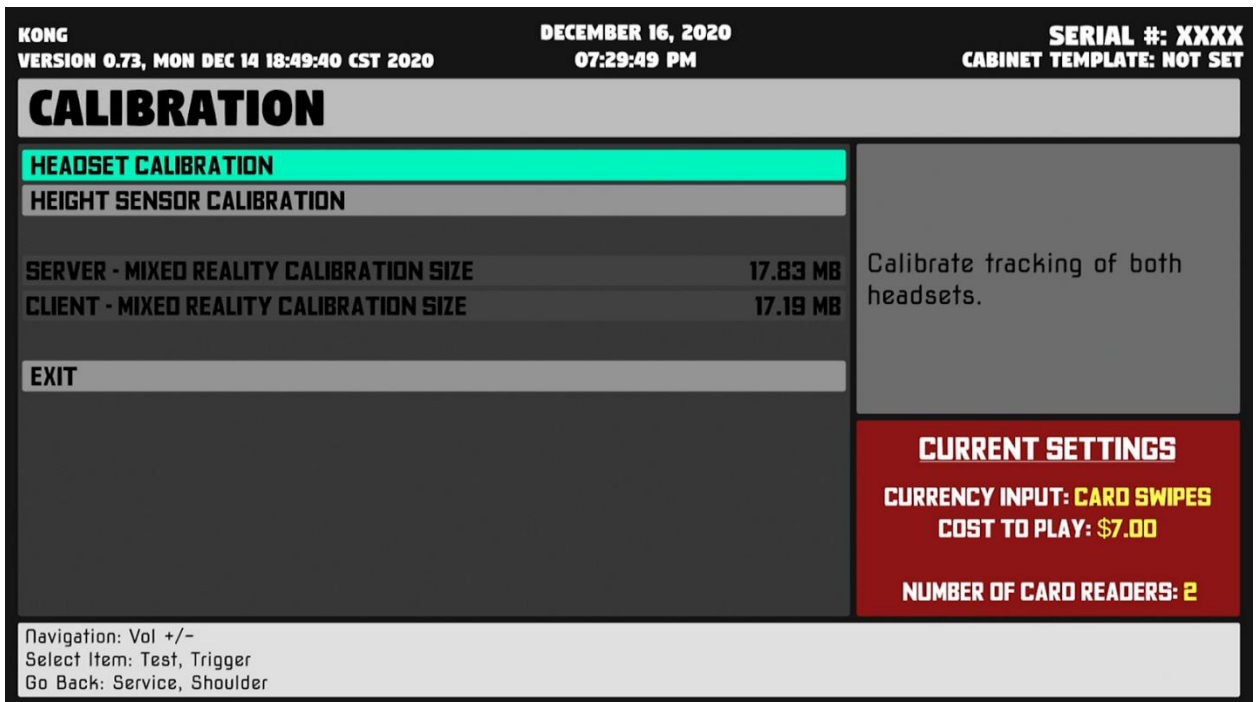 KONG
VERSION 0.73, MON DEC 14 18:49:40 CST 2020
DECEMBER 16, 2020
07:29:49 PM
SERIAL #: XXXX
CABINET TEMPLATE: NOT SET
CALIBRATION
HEADSET CALIBRATION
HEIGHT SENSOR CALIBRATION
SERVER - MIXED REALITY CALIBRATION SIZE 17.83 MB
CLIENT - MIXED REALITY CALIBRATION SIZE 17.19 MB
EXIT
Calibrate tracking of both
headsets.
CURRENT SETTINGS
CURRENCY INPUT: CARD SWIPES
COST TO PLAY: $7.00
NUMBER OF CARD READERS: 2
Navigation: Vol +/-
Select Item: Test, Trigger
Go Back: Service, Shoulder